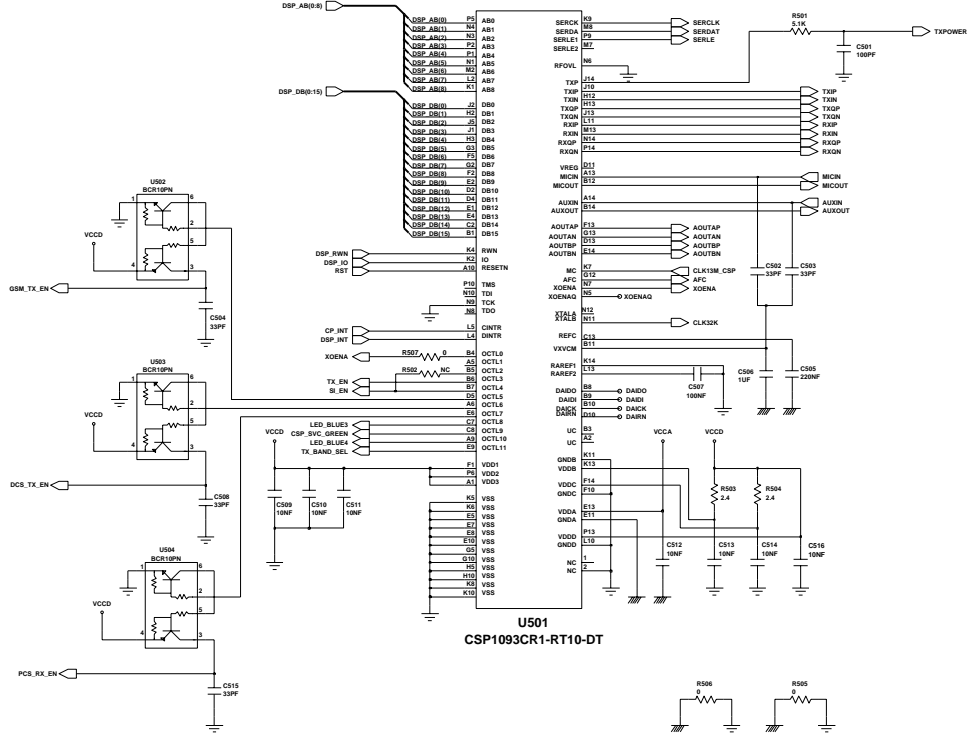 DSP_AB(0:8)
DSP_AB(0) P5 AB0
DSP_AB(1) N4 AB1
DSP_AB(2) N3 AB2
DSP_AB(3) P2 AB3
DSP_AB(4) P1 AB4
DSP_AB(5) N1 AB5
DSP_AB(6) M2 AB6
DSP_AB(7) L2 AB7
DSP_AB(8) K1 AB8
DSP_DB(0:15)
DSP_DB(0) J2 DB0
DSP_DB(1) H2 DB1
DSP_DB(2) J5 DB2
DSP_DB(3) J1 DB3
DSP_DB(4) H3 DB4
DSP_DB(5) G3 DB5
DSP_DB(6) F5 DB6
DSP_DB(7) G2 DB7
DSP_DB(8) F2 DB8
DSP_DB(9) E2 DB9
DSP_DB(10) D2 DB10
DSP_DB(11) D4 DB11
DSP_DB(12) E1 DB12
DSP_DB(13) E4 DB13
DSP_DB(14) C2 DB14
DSP_DB(15) B1 DB15
DSP_RWN K4 RWN
DSP_IO K2 IO
RST A10 RESETN
P10 TMS
N10 TDI
N9 TCK
N8 TDO
CP_INT L5 CINTR
DSP_INT L4 DINTR
XOENA R507 0 B4 OCTL0
A5 OCTL1
R502 NC B5 OCTL2
TX_EN B6 OCTL3
SI_EN B7 OCTL4
D5 OCTL5
A6 OCTL6
E6 OCTL7
LED_BLUE3 C7 OCTL8
CSP_SVC_GREEN C8 OCTL9
LED_BLUE4 A9 OCTL10
TX_BAND_SEL E9 OCTL11
VCCD
F1 VDD1
P6 VDD2
A1 VDD3
C509 10NF
C510 10NF
C511 10NF
K5 VSS
K6 VSS
E5 VSS
E7 VSS
E8 VSS
E10 VSS
G5 VSS
G10 VSS
H5 VSS
H10 VSS
K8 VSS
K10 VSS
U501
CSP1093CR1-RT10-DT
SERCK K9 SERCLK
SERDA M8 SERDAT
SERLE1 P9 SERLE
SERLE2 M7
RFOVL N6
TXP J14
R501
5.1K
TXPOWER
C501
100PF
TXIP J10 TXIP
TXIN H12 TXIN
TXQP H13 TXQP
TXQN J13 TXQN
RXIP L11 RXIP
RXIN M13 RXIN
RXQP N14 RXQP
RXQN P14 RXQN
VREG D11
MICIN A13 MICIN
MICOUT B12 MICOUT
AUXIN A14 AUXIN
AUXOUT B14 AUXOUT
AOUTAP F13 AOUTAP
AOUTAN G13 AOUTAN
AOUTBP D13 AOUTBP
AOUTBN E14 AOUTBN
MC K7 CLK13M_CSP
AFC G12 AFC
XOENA N7 XOENA
XOENAQ N5 XOENAQ
XTALA N12
XTALB N11 CLK32K
C502 33PF
C503 33PF
REFC C13
VXVCM B11
RAREF1 K14
RAREF2 L13
C507
100NF
C506
1UF
C505
220NF
DAIDO B8 DAIDO
DAIDI B9 DAIDI
DAICK B10 DAICK
DAIRN D10 DAIRN
UC B3
UC A2
GNDB K11
VDDB K13
VDDC F14
GNDC F10
VDDA E13
GNDA E11
VDDD P13
GNDD L10
NC 1
NC 2
VCCA
VCCD
R503
2.4
R504
2.4
C512
10NF
C513
10NF
C514
10NF
C516
10NF
U502
BCR10PN
1 6
2
5
4 3
VCCD
GSM_TX_EN
C504
33PF
U503
BCR10PN
1 6
2
5
4 3
VCCD
DCS_TX_EN
C508
33PF
U504
BCR10PN
1 6
2
5
4 3
VCCD
PCS_RX_EN
C515
33PF
R506
0
R505
0